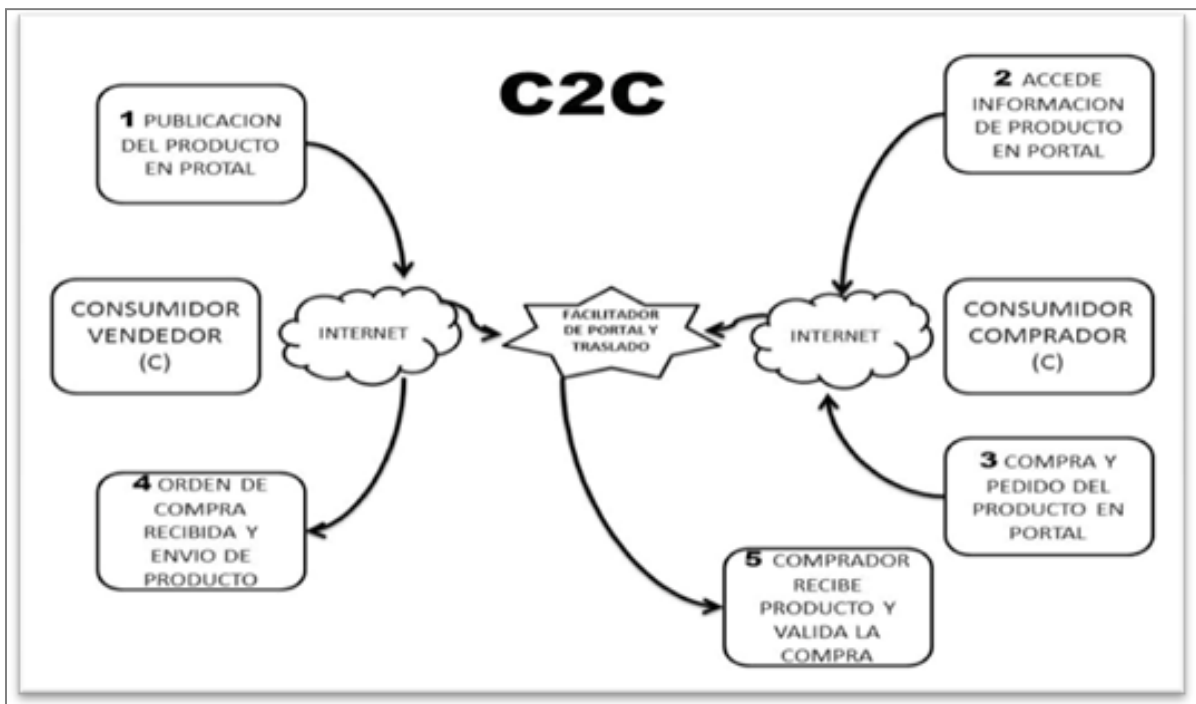 C2C
1 PUBLICACION
DEL PRODUCTO
EN PROTAL
2 ACCEDE
INFORMACION
DE PRODUCTO
EN PORTAL
CONSUMIDOR
VENDEDOR
(C)
INTERNET
FACILITADOR
DE PORTAL Y
TRASLADO
INTERNET
CONSUMIDOR
COMPRADOR
(C)
4 ORDEN DE
COMPRA
RECIBIDA Y
ENVIO DE
PRODUCTO
3 COMPRA Y
PEDIDO DEL
PRODUCTO EN
PORTAL
5 COMPRADOR
RECIBE
PRODUCTO Y
VALIDA LA
COMPRA